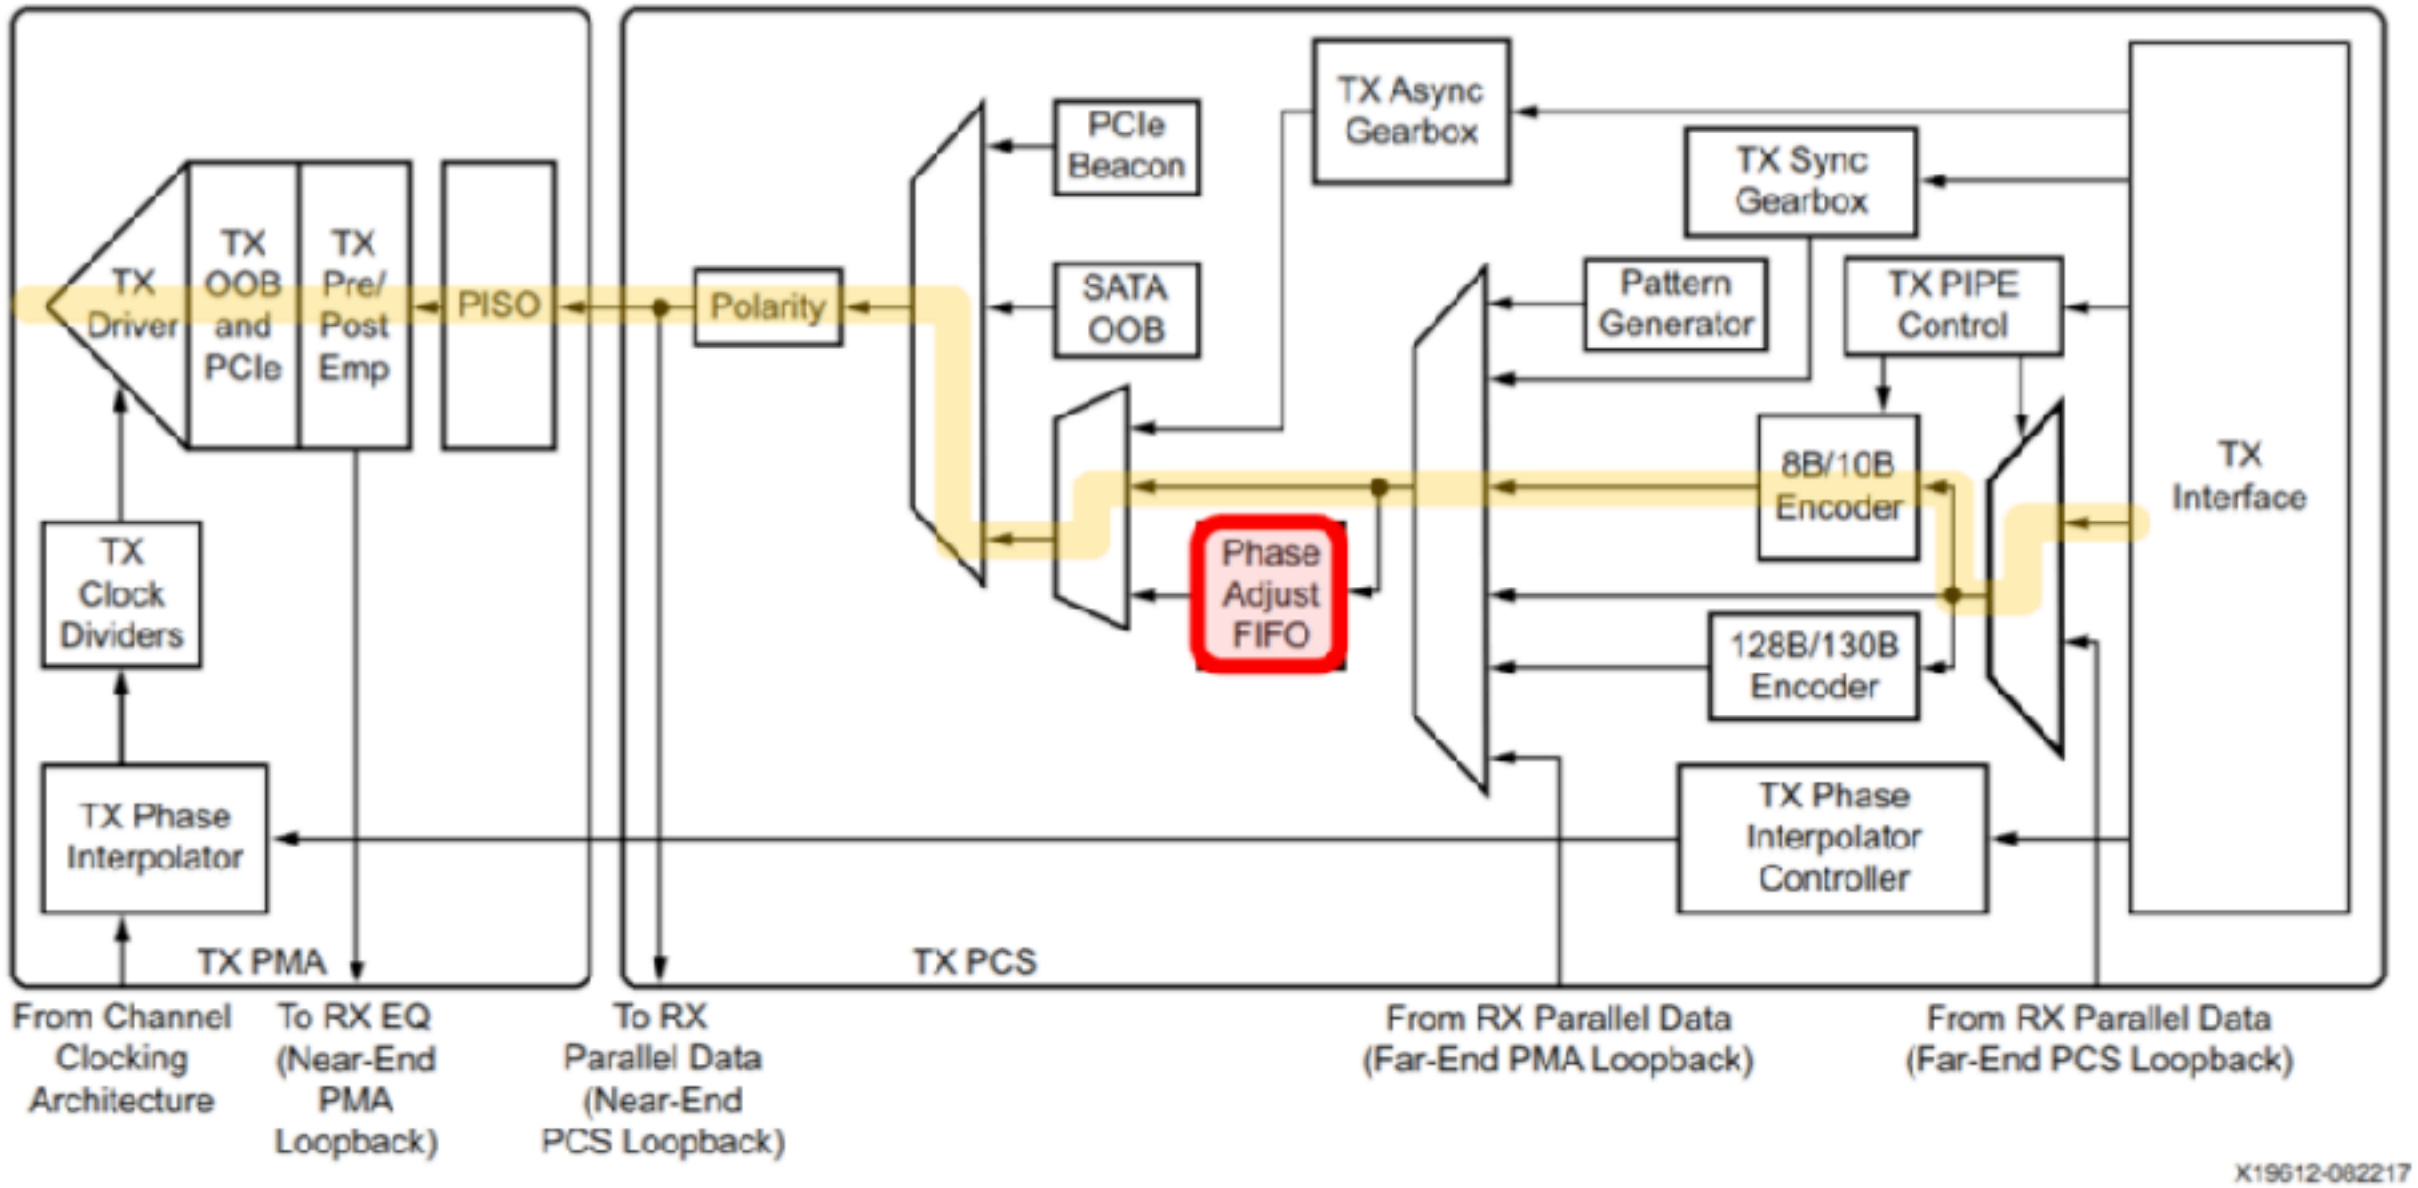 TX Async
Gearbox
PCIe
Beacon
TX Sync
Gearbox
TX
Driver
TX
OOB
and
PCIe
TX
Pre/
Post
Emp
PISO
Polarity
SATA
OOB
Pattern
Generator
TX PIPE
Control
8B/10B
Encoder
TX
Interface
TX
Clock
Dividers
Phase
Adjust
FIFO
128B/130B
Encoder
TX Phase
Interpolator
TX Phase
Interpolator
Controller
TX PMA
TX PCS
From Channel
Clocking
Architecture
To RX EQ
(Near-End
PMA
Loopback)
To RX
Parallel Data
(Near-End
PCS Loopback)
From RX Parallel Data
(Far-End PMA Loopback)
From RX Parallel Data
(Far-End PCS Loopback)
X19612-082217